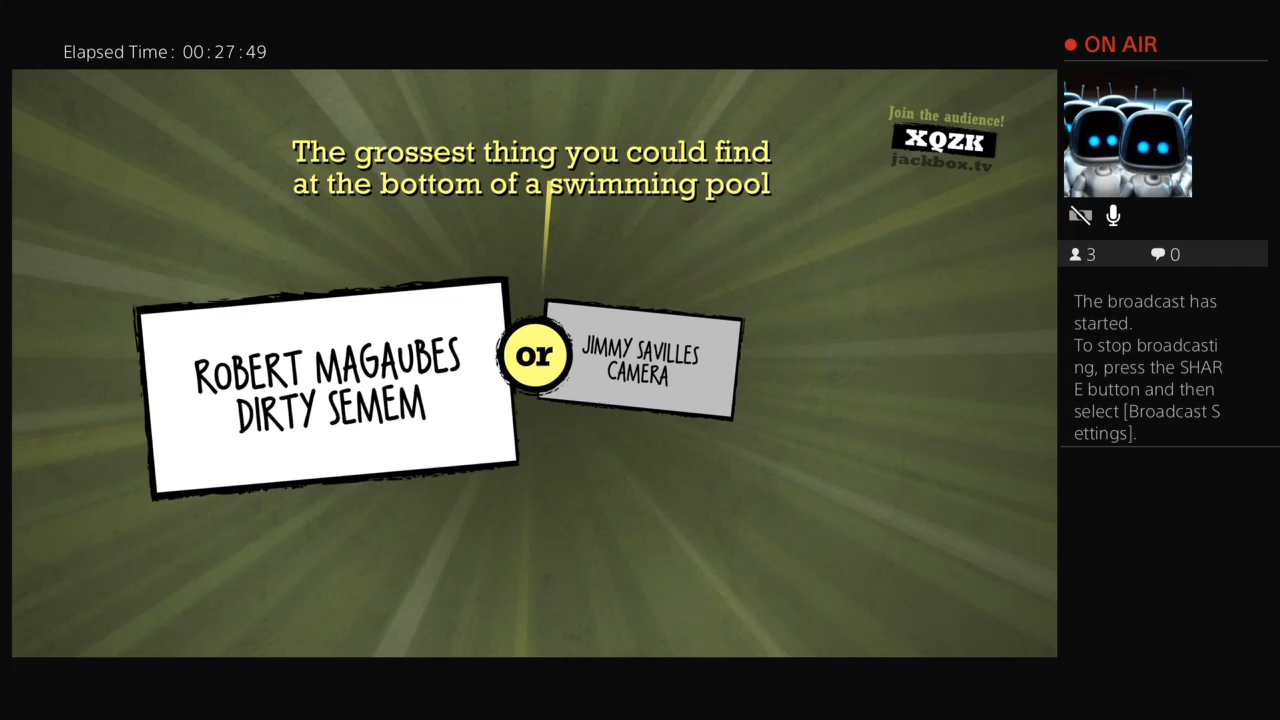 Elapsed Time: 00:27:49
ON AIR
Join the audience!
XQZK
jackbox.tv
The grossest thing you could find
at the bottom of a swimming pool
ROBERT MAGAUBES
DIRTY SEMEM
or
JIMMY SAVILLES
CAMERA
3
0
The broadcast has
started.
To stop broadcasti
ng, press the SHAR
E button and then
select [Broadcast S
ettings].